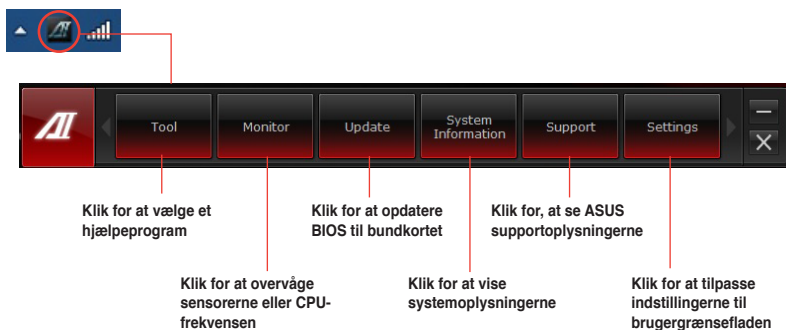 Tool
Monitor
Update
System
Information
Support
Settings
Klik for at vælge et
hjælpeprogram
Klik for at opdatere
BIOS til bundkortet
Klik for, at se ASUS
supportoplysningerne
Klik for at overvåge
sensorerne eller CPU-
frekvensen
Klik for at vise
systemoplysningerne
Klik for at tilpasse
indstillingerne til
brugergrænsefladen